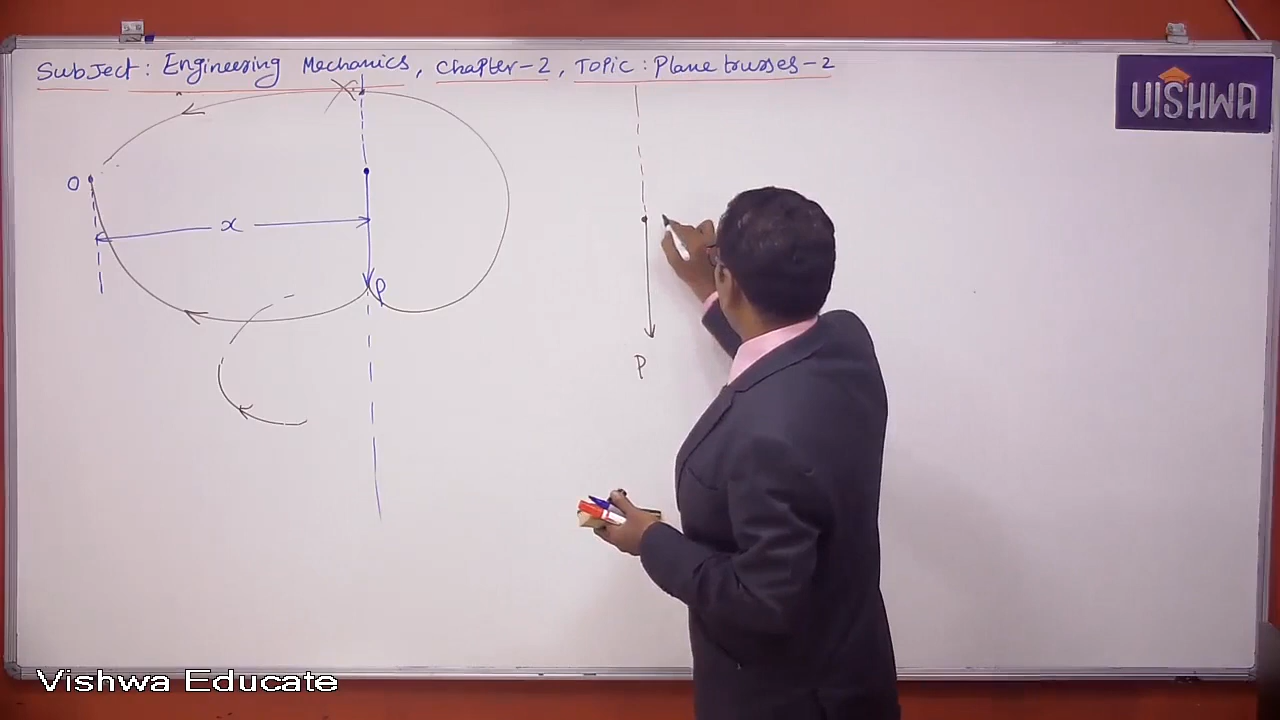 Subject : Engineering Mechanics, Chapter-2, Topic : Plane trusses-2
VISHWA
O
x
P
P
Vishwa Educate